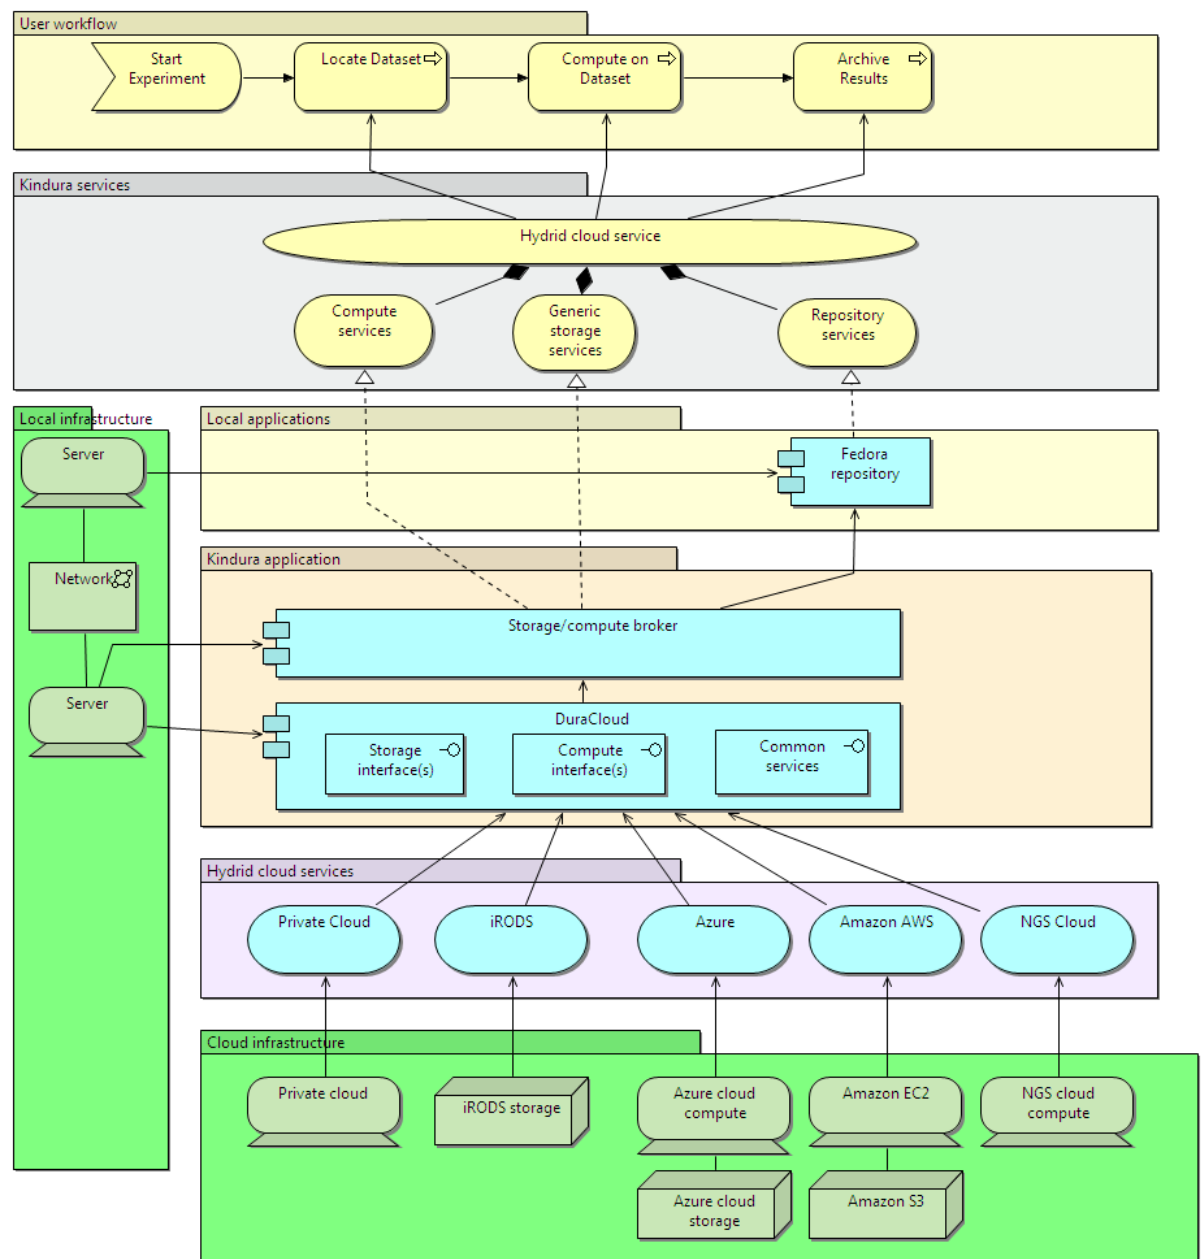 User workflow
Start
Experiment
Locate Dataset
Compute on
Dataset
Archive
Results
Kindura services
Hydrid cloud service
Compute
services
Generic
storage
services
Repository
services
Local infrastructure
Server
Network
Server
Local applications
Fedora
repository
Kindura application
Storage/compute broker
DuraCloud
Storage
interface(s)
Compute
interface(s)
Common
services
Hydrid cloud services
Private Cloud
iRODS
Azure
Amazon AWS
NGS Cloud
Cloud infrastructure
Private cloud
iRODS storage
Azure cloud
compute
Amazon EC2
NGS cloud
compute
Azure cloud
storage
Amazon S3